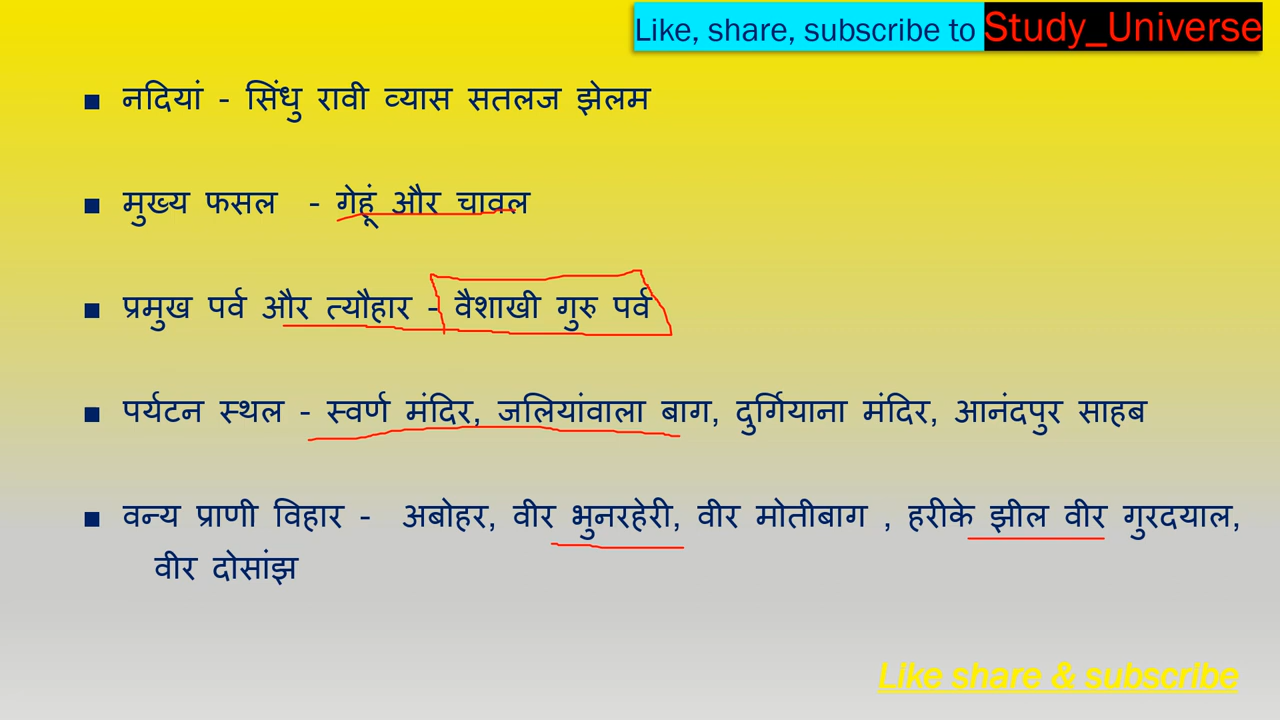 Like, share, subscribe to Study_Universe
▪ नदियां - सिंधु रावी व्यास सतलज झेलम
▪ मुख्य फसल - गेहूं और चावल
▪ प्रमुख पर्व और त्यौहार - वैशाखी गुरु पर्व
▪ पर्यटन स्थल - स्वर्ण मंदिर, जलियांवाला बाग, दुर्गियाना मंदिर, आनंदपुर साहब
▪ वन्य प्राणी विहार - अबोहर, वीर भुनरहेरी, वीर मोतीबाग , हरीके झील वीर गुरदयाल,
वीर दोसांझ
Like share & subscribe